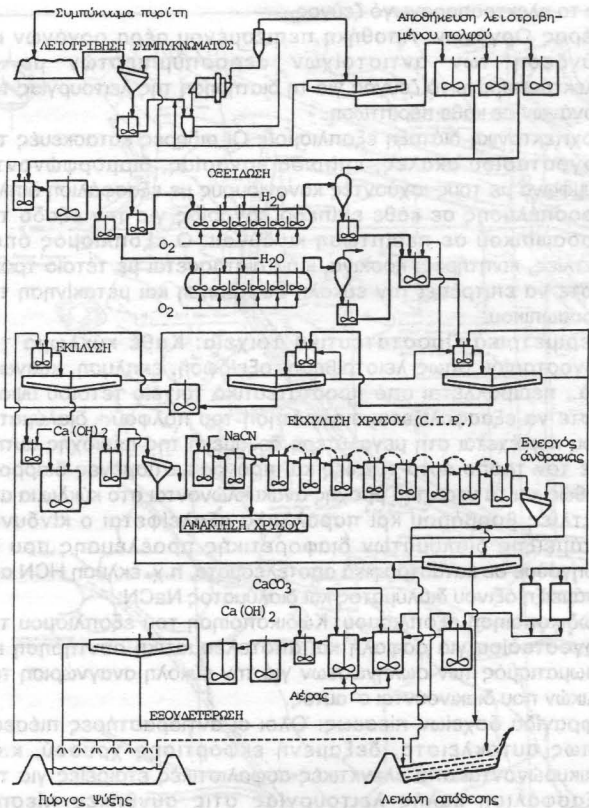 Συμπύκνωμα πυρίτη
ΛΕΙΟΤΡΙΒΗΣΗ ΣΥΜΠΥΚΝΩΜΑΤΟΣ
Αποθήκευση λειοτριβη-
μένου πολφού
ΟΞΕΙΔΩΣΗ
H2O
O2
H2O
O2
ΕΚΠΛΥΣΗ
ΕΚΧΥΛΙΣΗ ΧΡΥΣΟΥ (C.I.P.)
Ca(OH)2
NaCN
Ενεργός
άνθρακας
ΑΝΑΚΤΗΣΗ ΧΡΥΣΟΥ
CaCO3
Ca(OH)2
Αέρας
ΕΞΟΥΔΕΤΕΡΩΣΗ
Πύργος Ψύξης
Λεκάνη απόθεσης